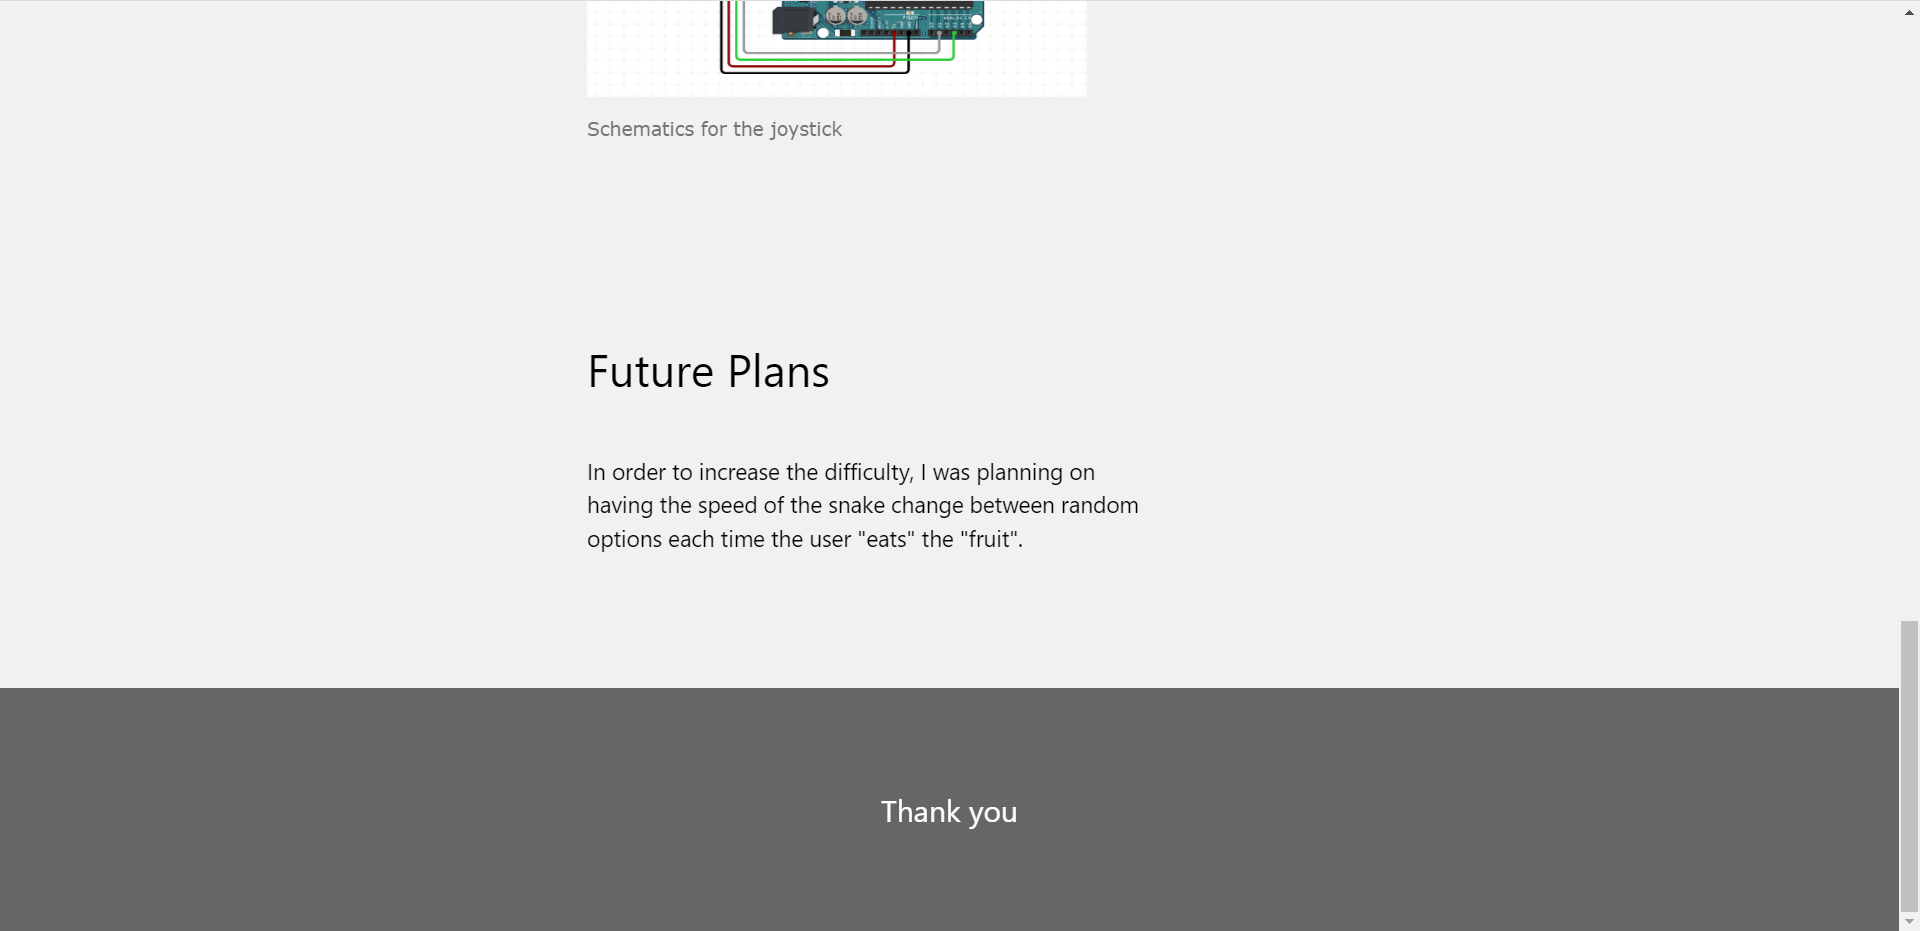 Schematics for the joystick
Future Plans
In order to increase the difficulty, I was planning on
having the speed of the snake change between random
options each time the user "eats" the "fruit".
Thank you